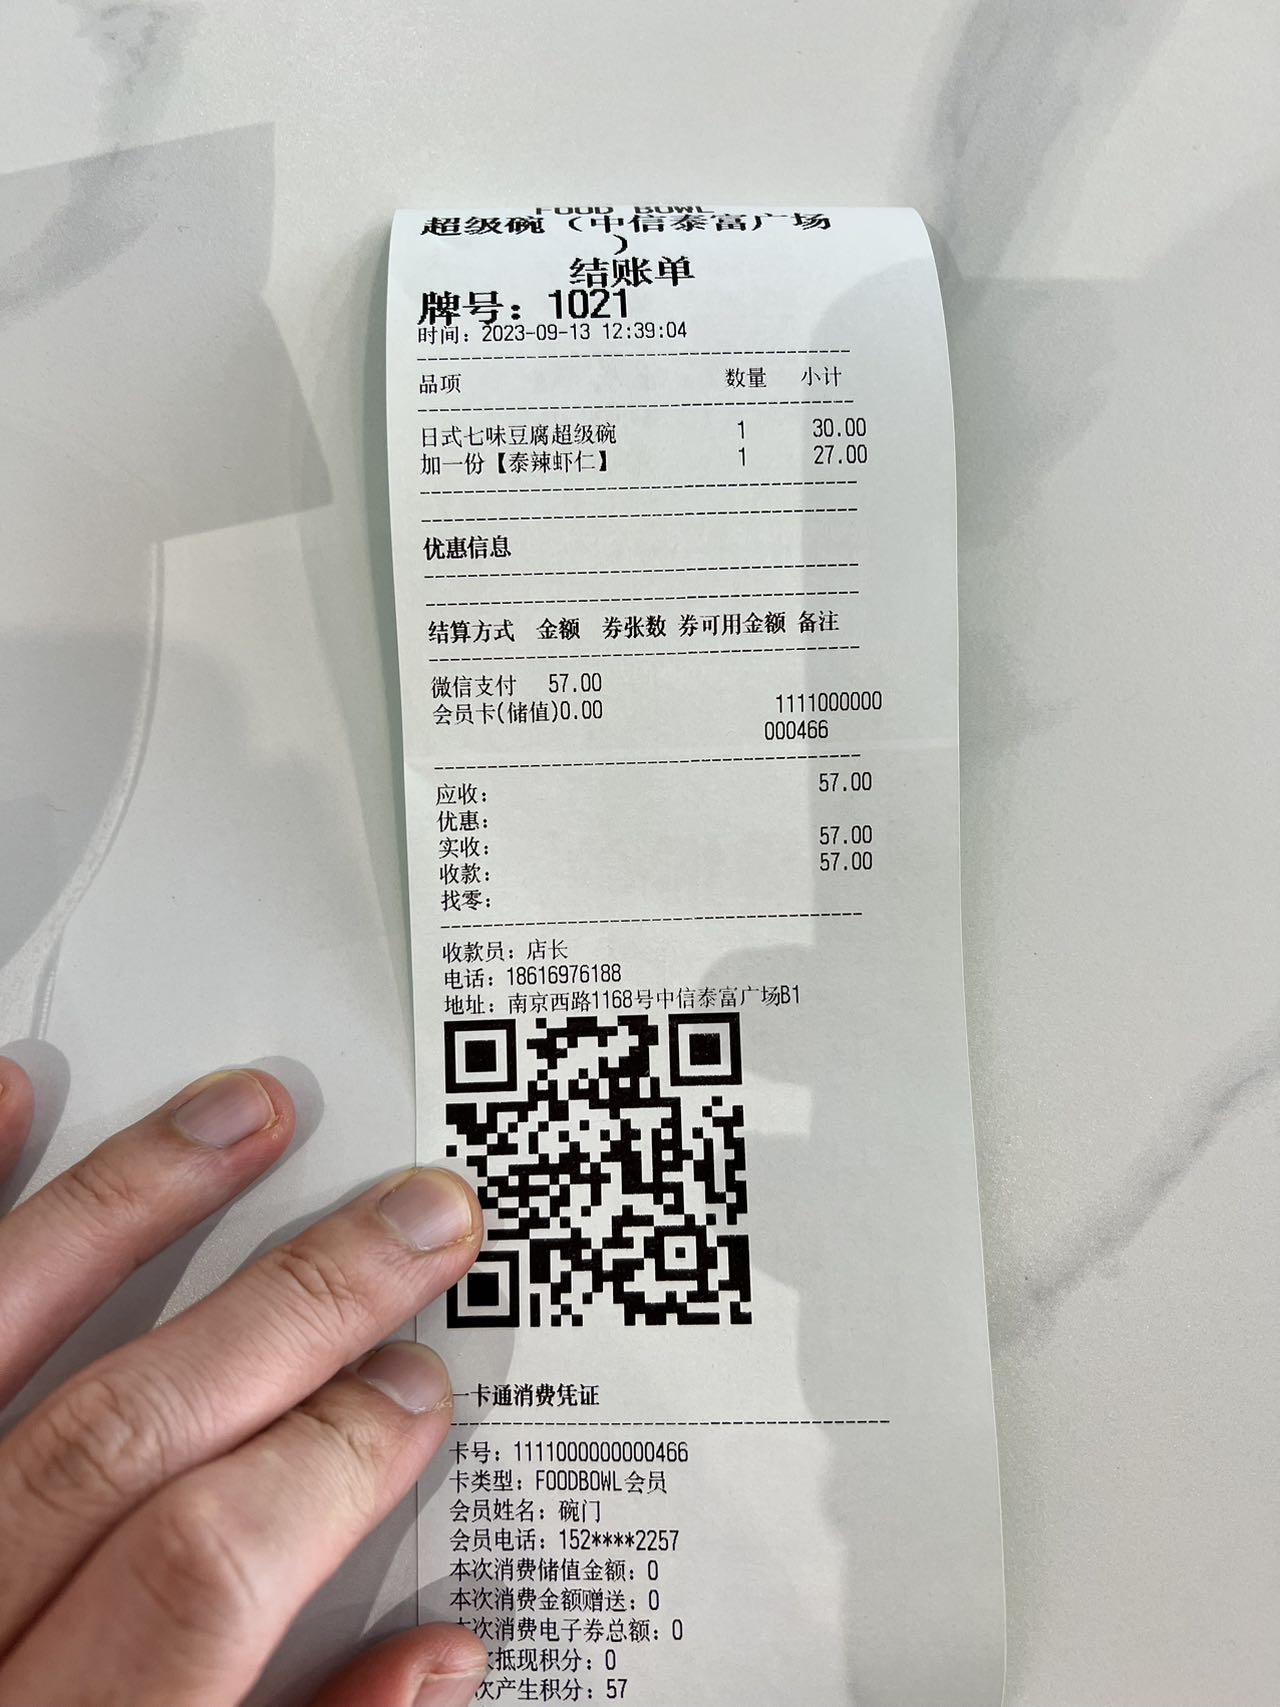 FOOD BOWL
超级碗（中信泰富广场
）
结账单
牌号：1021
时间：2023-09-13 12:39:04
品项 数量 小计
日式七味豆腐超级碗 1 30.00
加一份【泰辣虾仁】 1 27.00
优惠信息
结算方式 金额 券张数 券可用金额 备注
微信支付 57.00
会员卡(储值)0.00 1111000000
000466
应收： 57.00
优惠：
实收： 57.00
收款： 57.00
找零：
收款员：店长
电话：18616976188
地址：南京西路1168号中信泰富广场B1
一卡通消费凭证
卡号：1111000000000466
卡类型：FOODBOWL会员
会员姓名：碗门
会员电话：152****2257
本次消费储值金额：0
本次消费金额赠送：0
本次消费电子券总额：0
次抵现积分：0
次产生积分：57